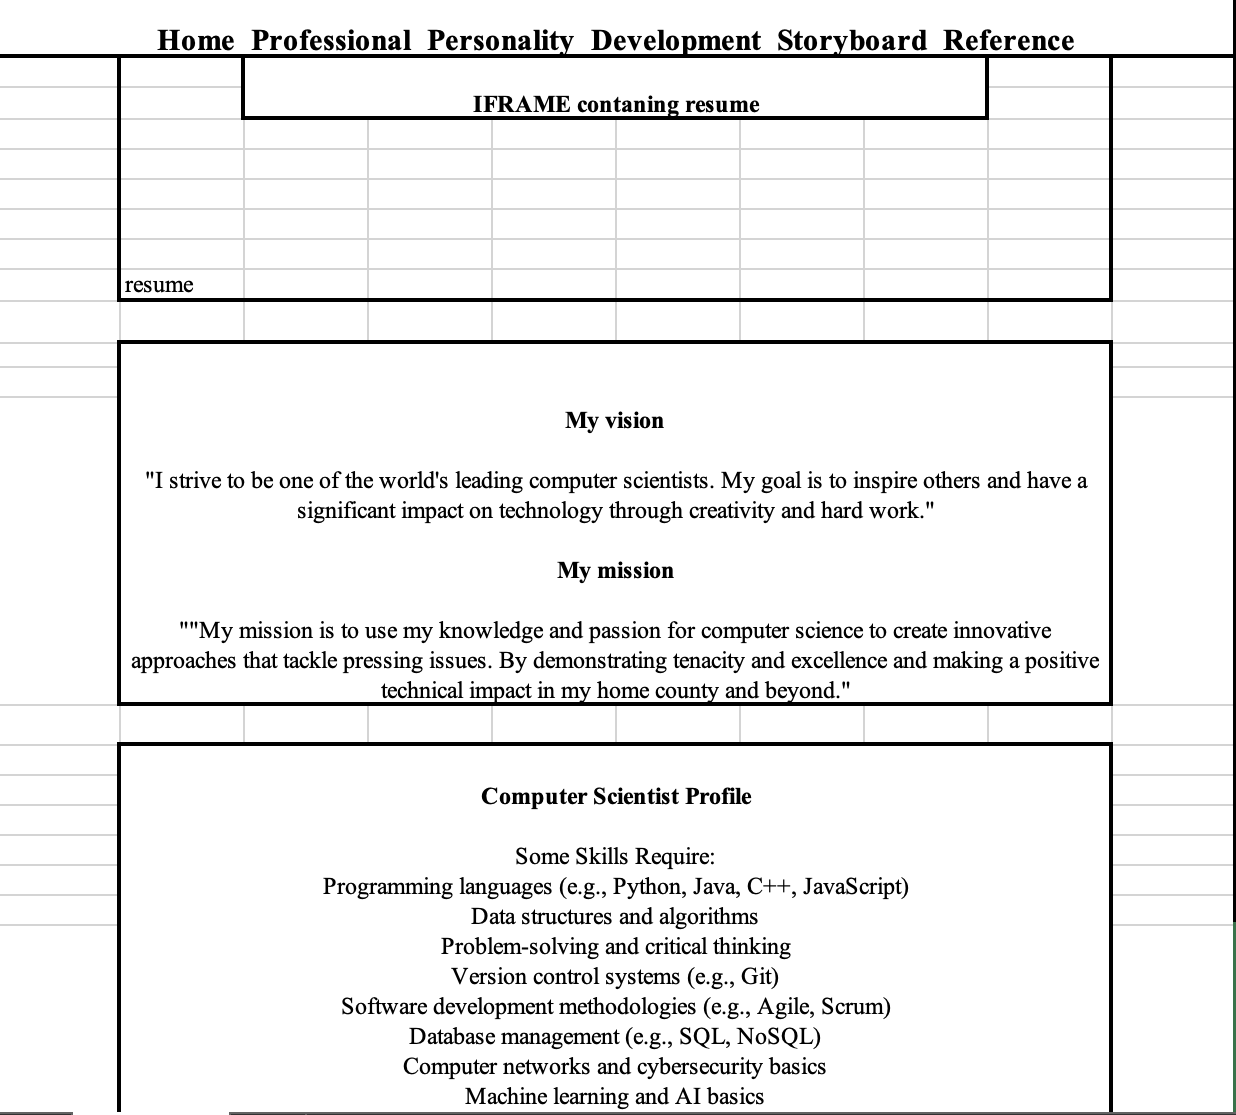 Home Professional Personality Development Storyboard Reference
IFRAME contaning resume
resume
My vision
"I strive to be one of the world's leading computer scientists. My goal is to inspire others and have a
significant impact on technology through creativity and hard work."
My mission
""My mission is to use my knowledge and passion for computer science to create innovative
approaches that tackle pressing issues. By demonstrating tenacity and excellence and making a positive
technical impact in my home county and beyond."
Computer Scientist Profile
Some Skills Require:
Programming languages (e.g., Python, Java, C++, JavaScript)
Data structures and algorithms
Problem-solving and critical thinking
Version control systems (e.g., Git)
Software development methodologies (e.g., Agile, Scrum)
Database management (e.g., SQL, NoSQL)
Computer networks and cybersecurity basics
Machine learning and AI basics